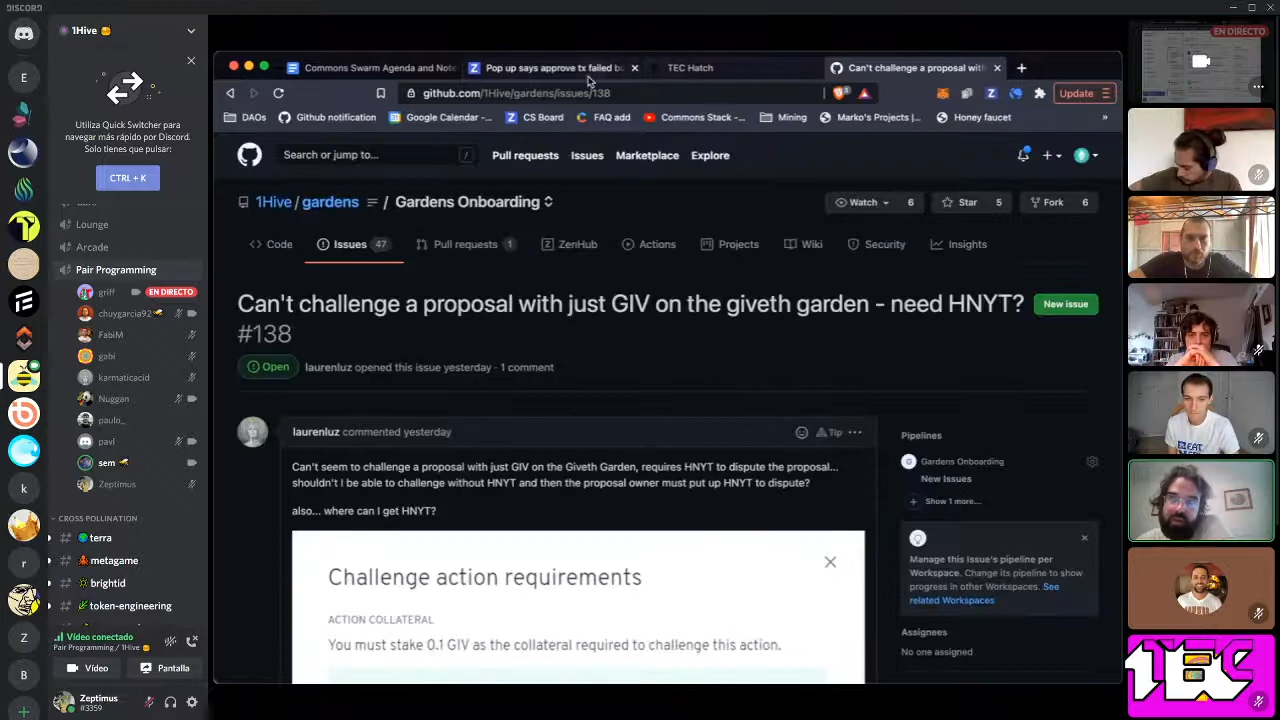 DISCORD
1Hive
Utiliza Quick Switcher para
navegar más rápido por Discord.
Solo tienes que pulsar:
CTRL + K
Lounge
Arcade
Pair Programming
griff EN DIRECTO
chuygarcia92
FabiM
gabi
karmaticacid
Nuggan
paulo_
pavl
sem
Zeptimus
CROSS POLLINATION
terra
metagame
brightid
token-engineering
Vídeo conectado
Pair Programming / 1Hive
Vídeo
Pantalla
Zeptimus
#3359
E
k
r
Z
B
Commons Swarm Agenda and No
Pop up says approve tx failed bu
TEC Hatch
Can't challenge a proposal with
github.com/1Hive/gardens/issues/138
Update
DAOs
Github notification
Google Calendar -...
CS Board
FAQ add
Commons Stack -...
Mining
Marko's Projects |...
Honey faucet
»
Search or jump to...
/
Pull requests
Issues
Marketplace
Explore
1Hive / gardens / Gardens Onboarding
Watch 6
Star 5
Fork 6
Code
Issues 47
Pull requests 1
ZenHub
Actions
Projects
Wiki
Security
Insights
Can't challenge a proposal with just GIV on the giveth garden - need HNYT?
#138
New issue
Open
laurenluz opened this issue yesterday · 1 comment
laurenluz commented yesterday
Tip
Can't seem to challenge a proposal with just GIV on the Giveth Garden, requires HNYT to dispute the proposal...
shouldn't I be able to challenge without HNYT and then the proposal owner must put up HNYT to dispute?
also... where can I get HNYT?
Challenge action requirements
ACTION COLLATERAL
You must stake 0.1 GIV as the collateral required to challenge this action.
Pipelines
Gardens Onboarding
New Issues
Show 1 more...
Manage this Issue's pipeline per
Workspace. Change its pipeline to show
progress in other Workspaces. See
related Workspaces
Assignees
No one assigned
EN DIRECTO
EAT
TEC